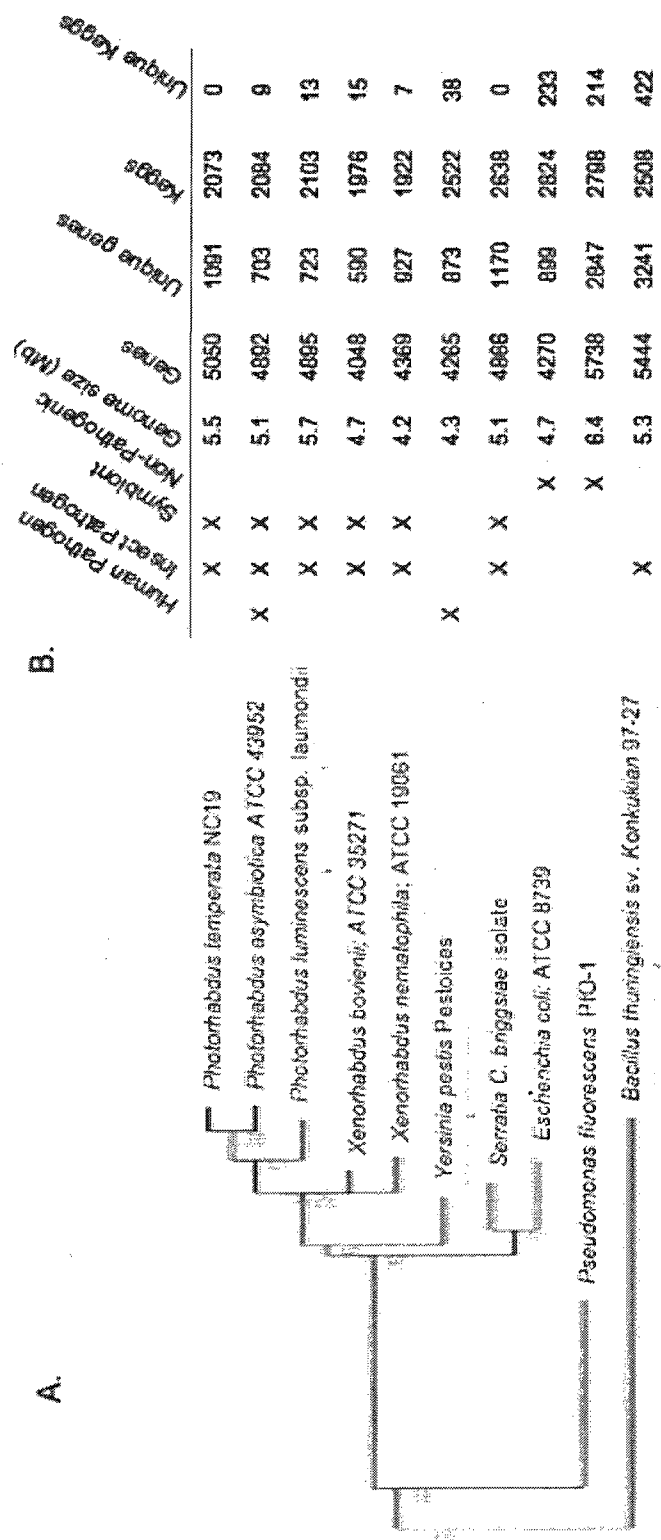 A.
Photorhabdus temperata NC19
Photorhabdus asymbiotica ATCC 43952
Photorhabdus luminescens subsp. laumondii
Xenorhabdus bovienii; ATCC 35271
Xenorhabdus nematophila; ATCC 19061
Yersinia pestis Pestoides
Serratia C. briggsiae isolate
Escherichia coli; ATCC 8739
Pseudomonas fluorescens PfO-1
Bacillus thuringiensis sv. Konkukian 97-27
B.
Human Pathogen
Insect Pathogen
Symbiont
Non-Pathogenic
Genome size (Mb)
Genes
Unique genes
Keggs
Unique Keggs
X X 5.5 5050 1091 2073 0
X X X 5.1 4892 703 2084 9
X X 5.7 4895 723 2103 13
X X 4.7 4048 590 1976 15
X X 4.2 4369 927 1922 7
X 4.3 4265 873 2522 38
X X 5.1 4966 1170 2638 0
X 4.7 4270 899 2824 233
X 6.4 5738 2847 2798 214
X 5.3 5444 3241 2508 422